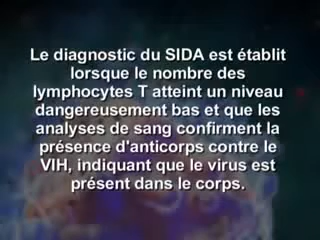 Le diagnostic du SIDA est établit
lorsque le nombre des
lymphocytes T atteint un niveau
dangereusement bas et que les
analyses de sang confirment la
présence d'anticorps contre le
VIH, indiquant que le virus est
présent dans le corps.